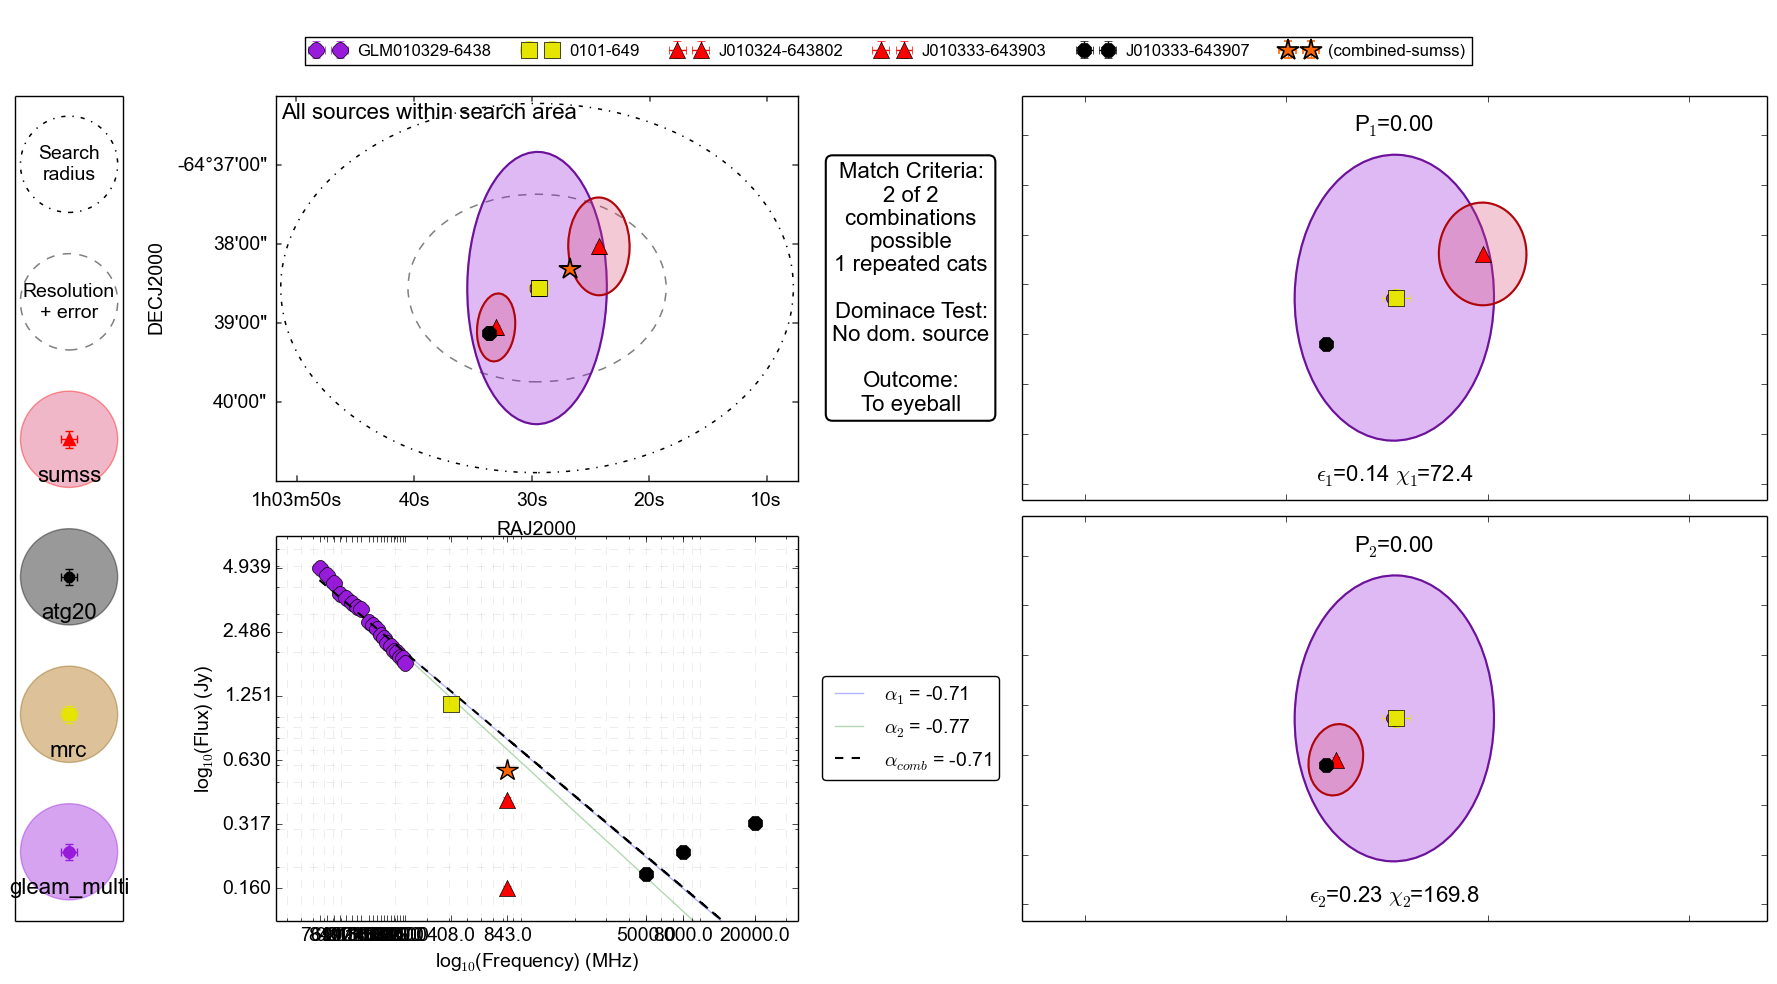 GLM010329-6438 0101-649 J010324-643802 J010333-643903 J010333-643907 (combined-sumss)
Search
radius
Resolution
+ error
sumss
atg20
mrc
gleam_multi
All sources within search area
DECJ2000
-64°37'00"
38'00"
39'00"
40'00"
1h03m50s 40s 30s 20s 10s
RAJ2000
Match Criteria:
2 of 2
combinations
possible
1 repeated cats
Dominace Test:
No dom. source
Outcome:
To eyeball
P₁=0.00
ϵ₁=0.14 χ₁=72.4
log₁₀(Flux) (Jy)
4.939
2.486
1.251
0.630
0.317
0.160
408.0 843.0 5000.0 8000.0 20000.0
log₁₀(Frequency) (MHz)
α₁ = -0.71
α₂ = -0.77
α_comb = -0.71
P₂=0.00
ϵ₂=0.23 χ₂=169.8